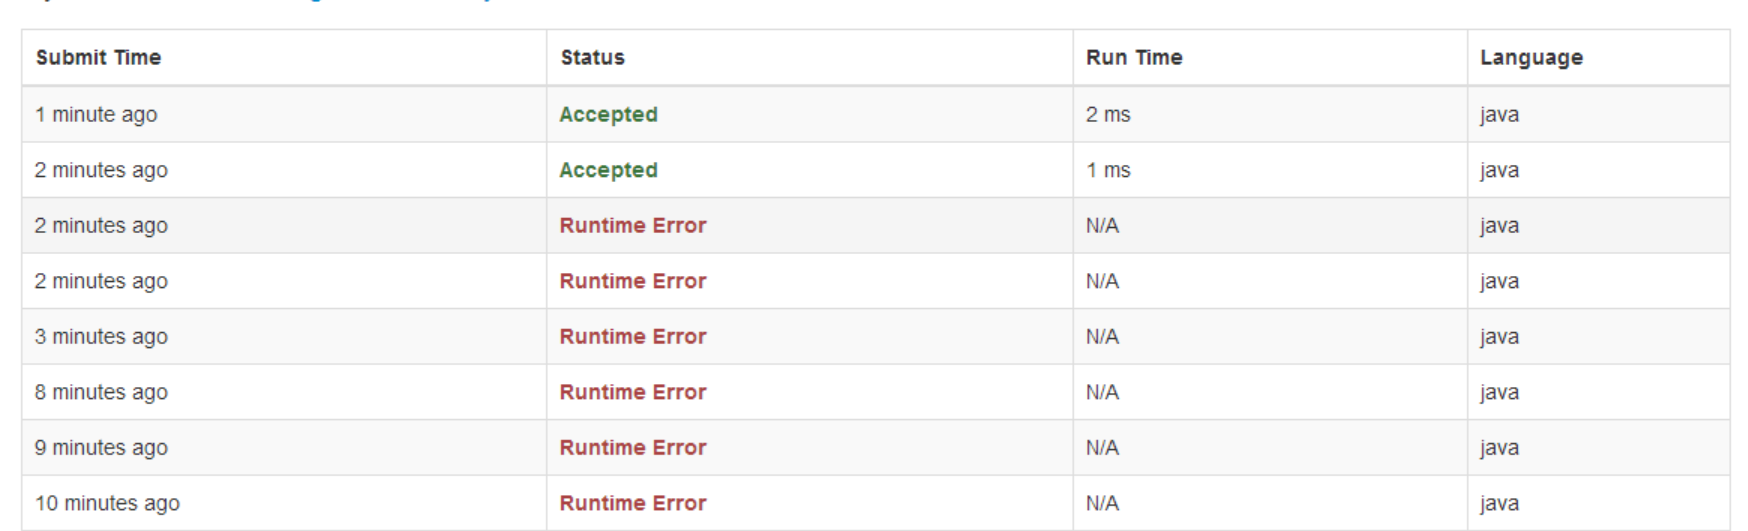 Submit Time Status Run Time Language
1 minute ago Accepted 2 ms java
2 minutes ago Accepted 1 ms java
2 minutes ago Runtime Error N/A java
2 minutes ago Runtime Error N/A java
3 minutes ago Runtime Error N/A java
8 minutes ago Runtime Error N/A java
9 minutes ago Runtime Error N/A java
10 minutes ago Runtime Error N/A java